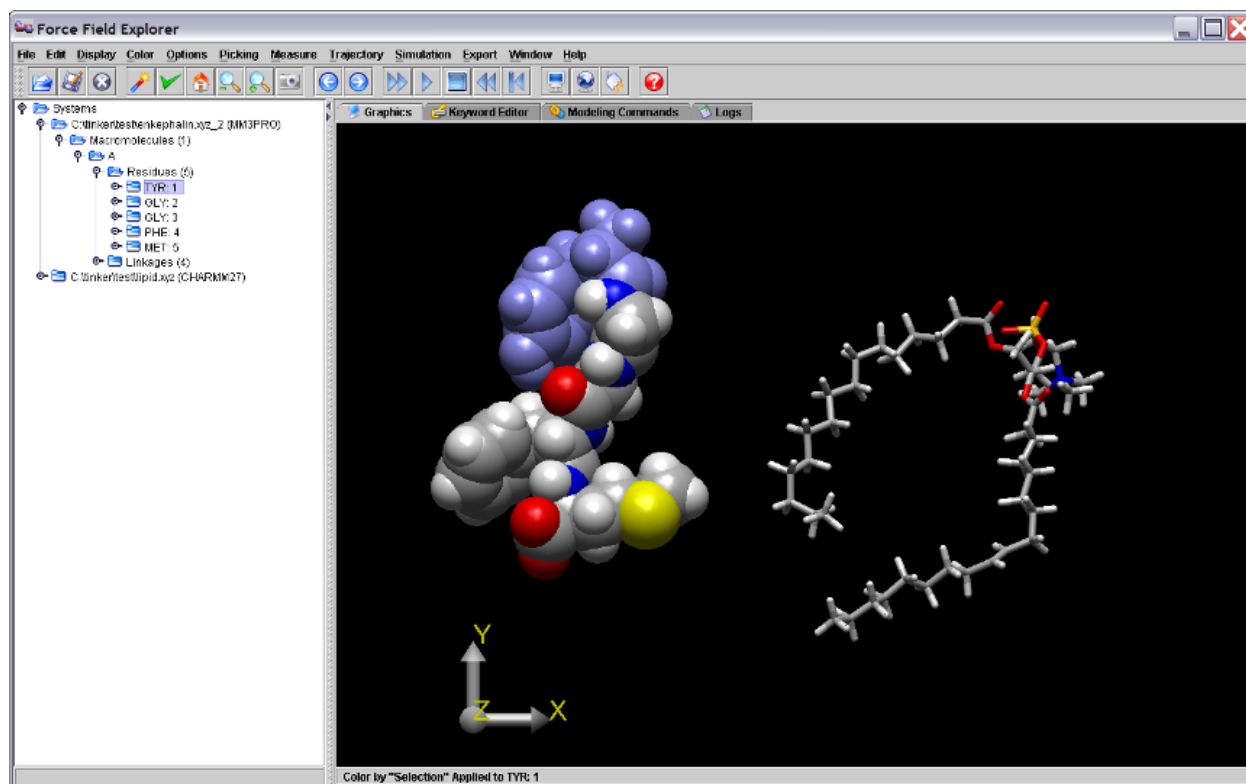 Force Field Explorer
File Edit Display Color Options Picking Measure Trajectory Simulation Export Window Help
Systems
C:\tinker\test\enkephalin.xyz_2 (MM3PRO)
Macromolecules (1)
A
Residues (5)
TYR: 1
GLY: 2
GLY: 3
PHE: 4
MET: 5
Linkages (4)
C:\tinker\test\lipid.xyz (CHARMM27)
Graphics Keyword Editor Modeling Commands Logs
Y
Z X
Color by "Selection" Applied to TYR: 1